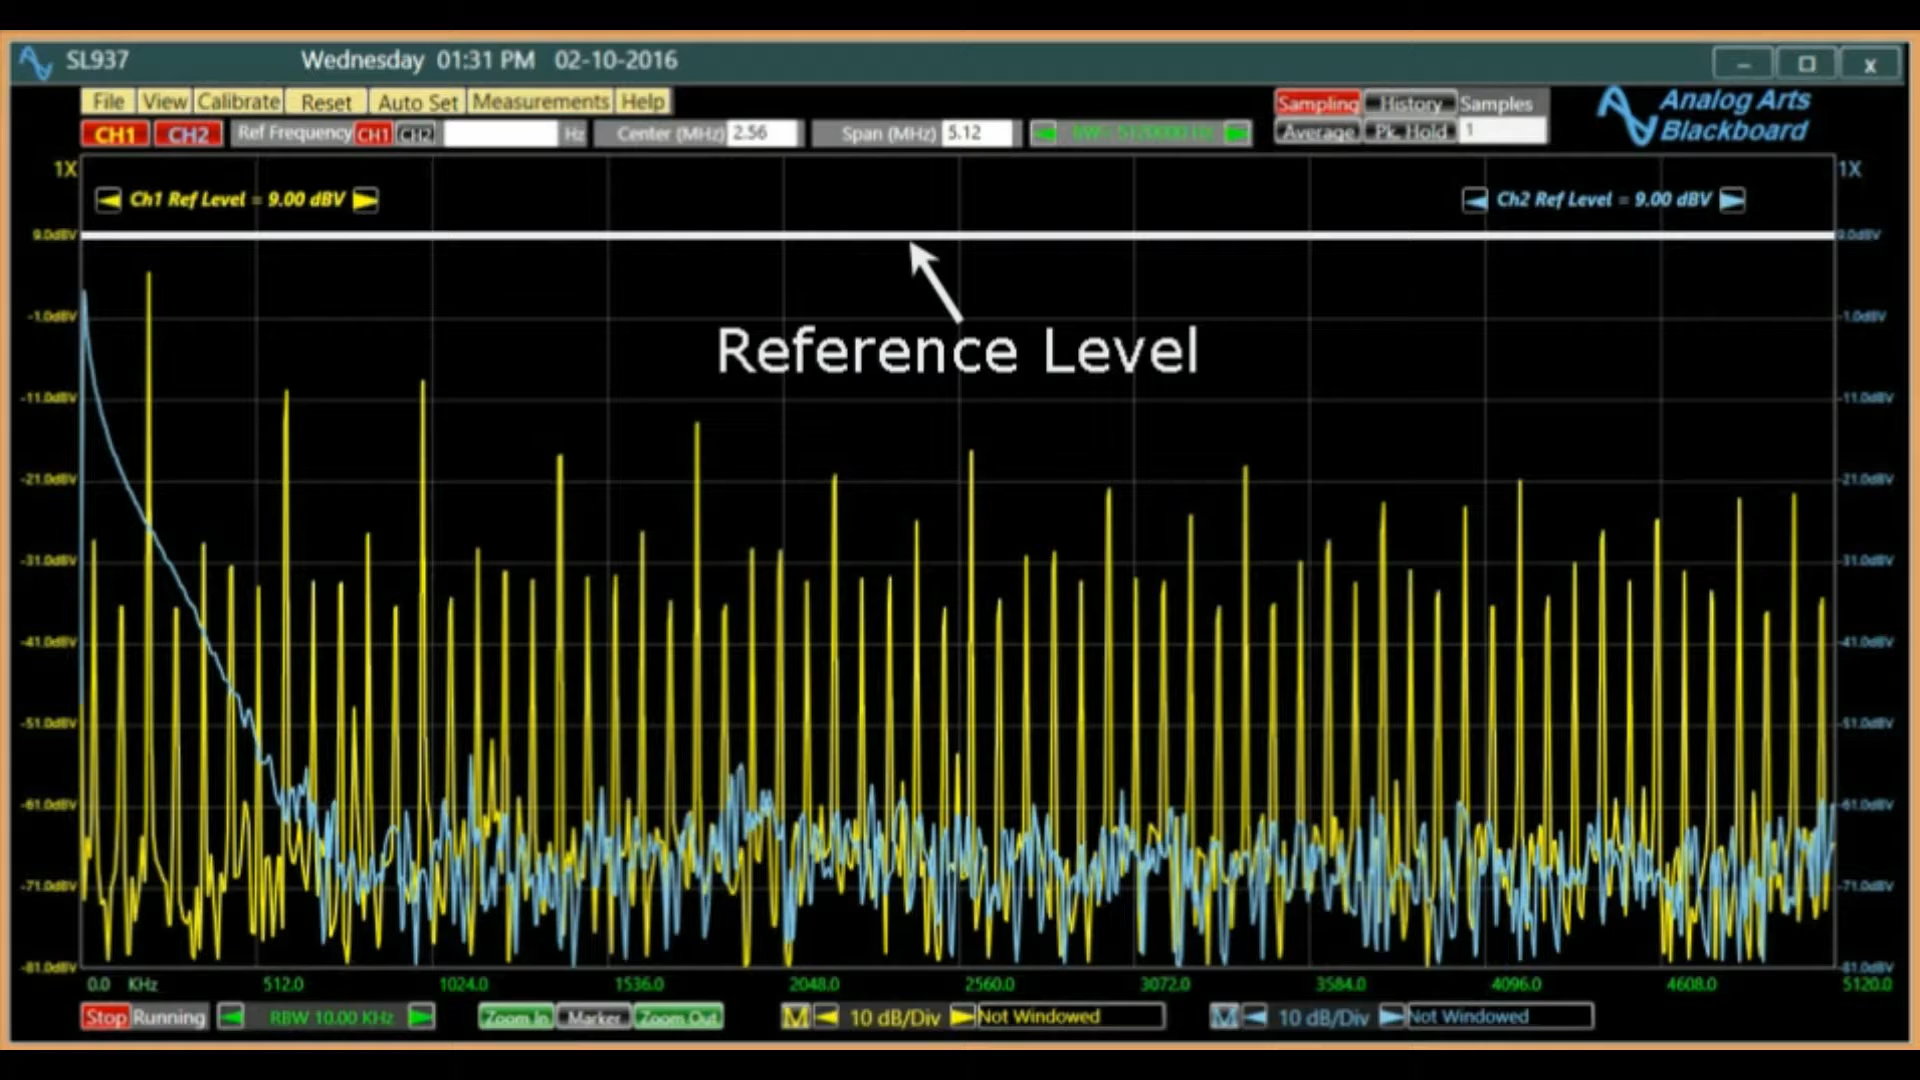 SL937 Wednesday 01:31 PM 02-10-2016
File View Calibrate Reset Auto Set Measurements Help
Sampling History Samples
Analog Arts
Blackboard
CH1 CH2 Ref Frequency CH1 CH2 Hz Center (MHz) 2.56 Span (MHz) 5.12
Average Pk. Hold 1
1X 1X
Ch1 Ref Level = 9.00 dBV Ch2 Ref Level = 9.00 dBV
9.0dBV 9.0dBV
Reference Level
-1.0dBV -1.0dBV
-11.0dBV -11.0dBV
-21.0dBV -21.0dBV
-31.0dBV -31.0dBV
-41.0dBV -41.0dBV
-51.0dBV -51.0dBV
-61.0dBV -61.0dBV
-71.0dBV -71.0dBV
-81.0dBV -81.0dBV
0.0 KHz 512.0 1024.0 1536.0 2048.0 2560.0 3072.0 3584.0 4096.0 4608.0 5120.0
Stop Running RBW 10.00 KHz Zoom In Marker Zoom Out M 10 dB/Div Not Windowed M 10 dB/Div Not Windowed